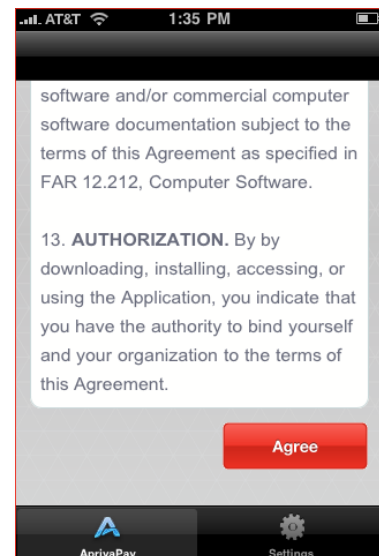 AT&T 1:35 PM
software and/or commercial computer
software documentation subject to the
terms of this Agreement as specified in
FAR 12.212, Computer Software.
13. AUTHORIZATION. By by
downloading, installing, accessing, or
using the Application, you indicate that
you have the authority to bind yourself
and your organization to the terms of
this Agreement.
Agree
AprivaPay Settings